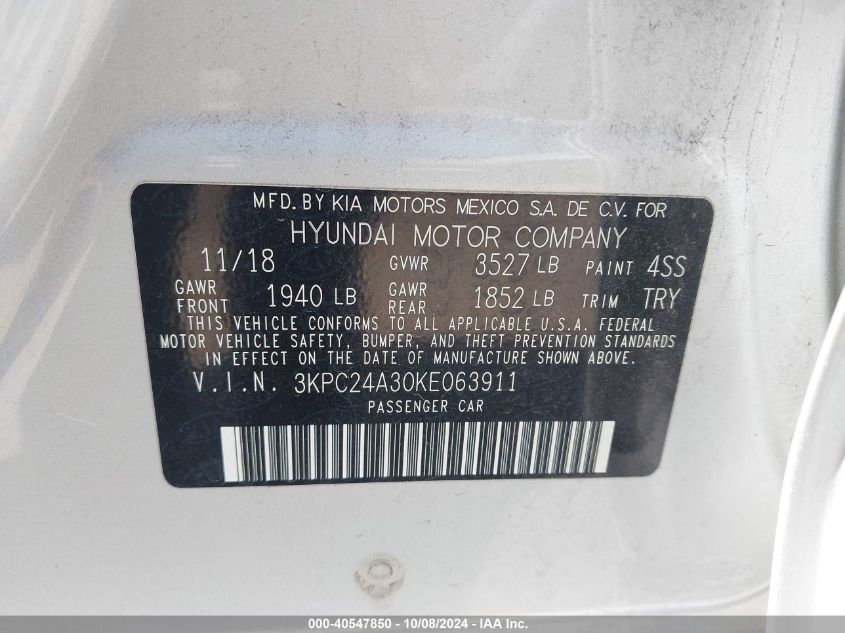 MFD. BY KIA MOTORS MEXICO S.A. DE C.V. FOR
HYUNDAI MOTOR COMPANY
11/18 GVWR 3527 LB PAINT 4SS
GAWR FRONT 1940 LB GAWR REAR 1852 LB TRIM TRY
THIS VEHICLE CONFORMS TO ALL APPLICABLE U.S.A. FEDERAL
MOTOR VEHICLE SAFETY, BUMPER, AND THEFT PREVENTION STANDARDS
IN EFFECT ON THE DATE OF MANUFACTURE SHOWN ABOVE.
V.I.N. 3KPC24A30KE063911
PASSENGER CAR
000-40547850 - 10/08/2024 - IAA Inc.